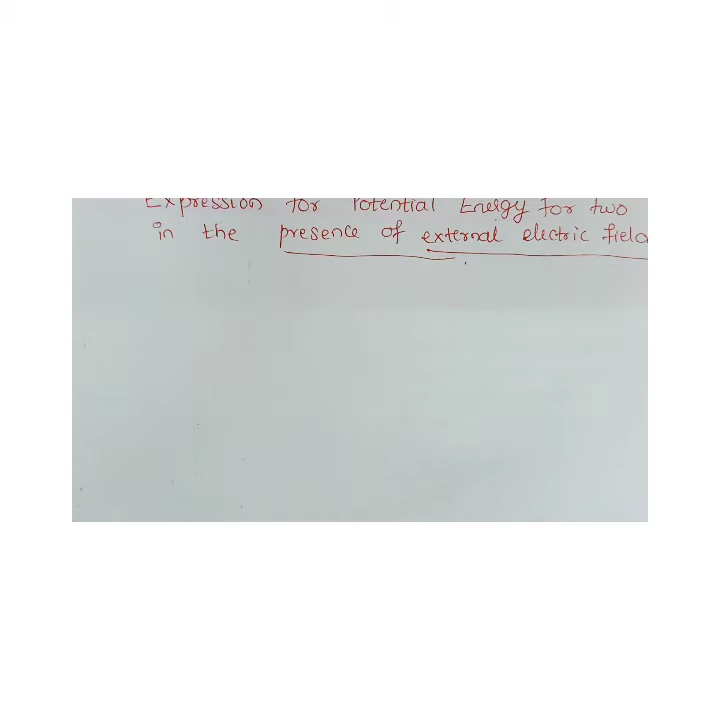 Expression for Potential Energy for two
in the presence of external electric field